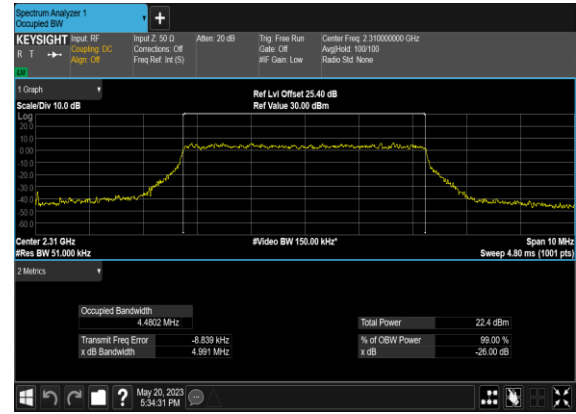 Spectrum Analyzer 1
Occupied BW
+
KEYSIGHT Input: RF Input Z: 50 Ω Atten: 20 dB Trig: Free Run Center Freq: 2.310000000 GHz
R T Coupling: DC Corrections: Off Gate: Off Avg|Hold: 100/100
Align: Off Freq Ref: Int (S) #IF Gain: Low Radio Std: None
1 Graph
Ref Lvl Offset 25.40 dB
Scale/Div 10.0 dB Ref Value 30.00 dBm
Log
20.0
10.0
0.00
-10.0
-20.0
-30.0
-40.0
-50.0
-60.0
Center 2.31 GHz #Video BW 150.00 kHz* Span 10 MHz
#Res BW 51.000 kHz Sweep 4.80 ms (1001 pts)
2 Metrics
Occupied Bandwidth
4.4802 MHz Total Power 22.4 dBm
Transmit Freq Error -8.839 kHz % of OBW Power 99.00 %
x dB Bandwidth 4.991 MHz x dB -26.00 dB
? May 20, 2023
5:34:31 PM